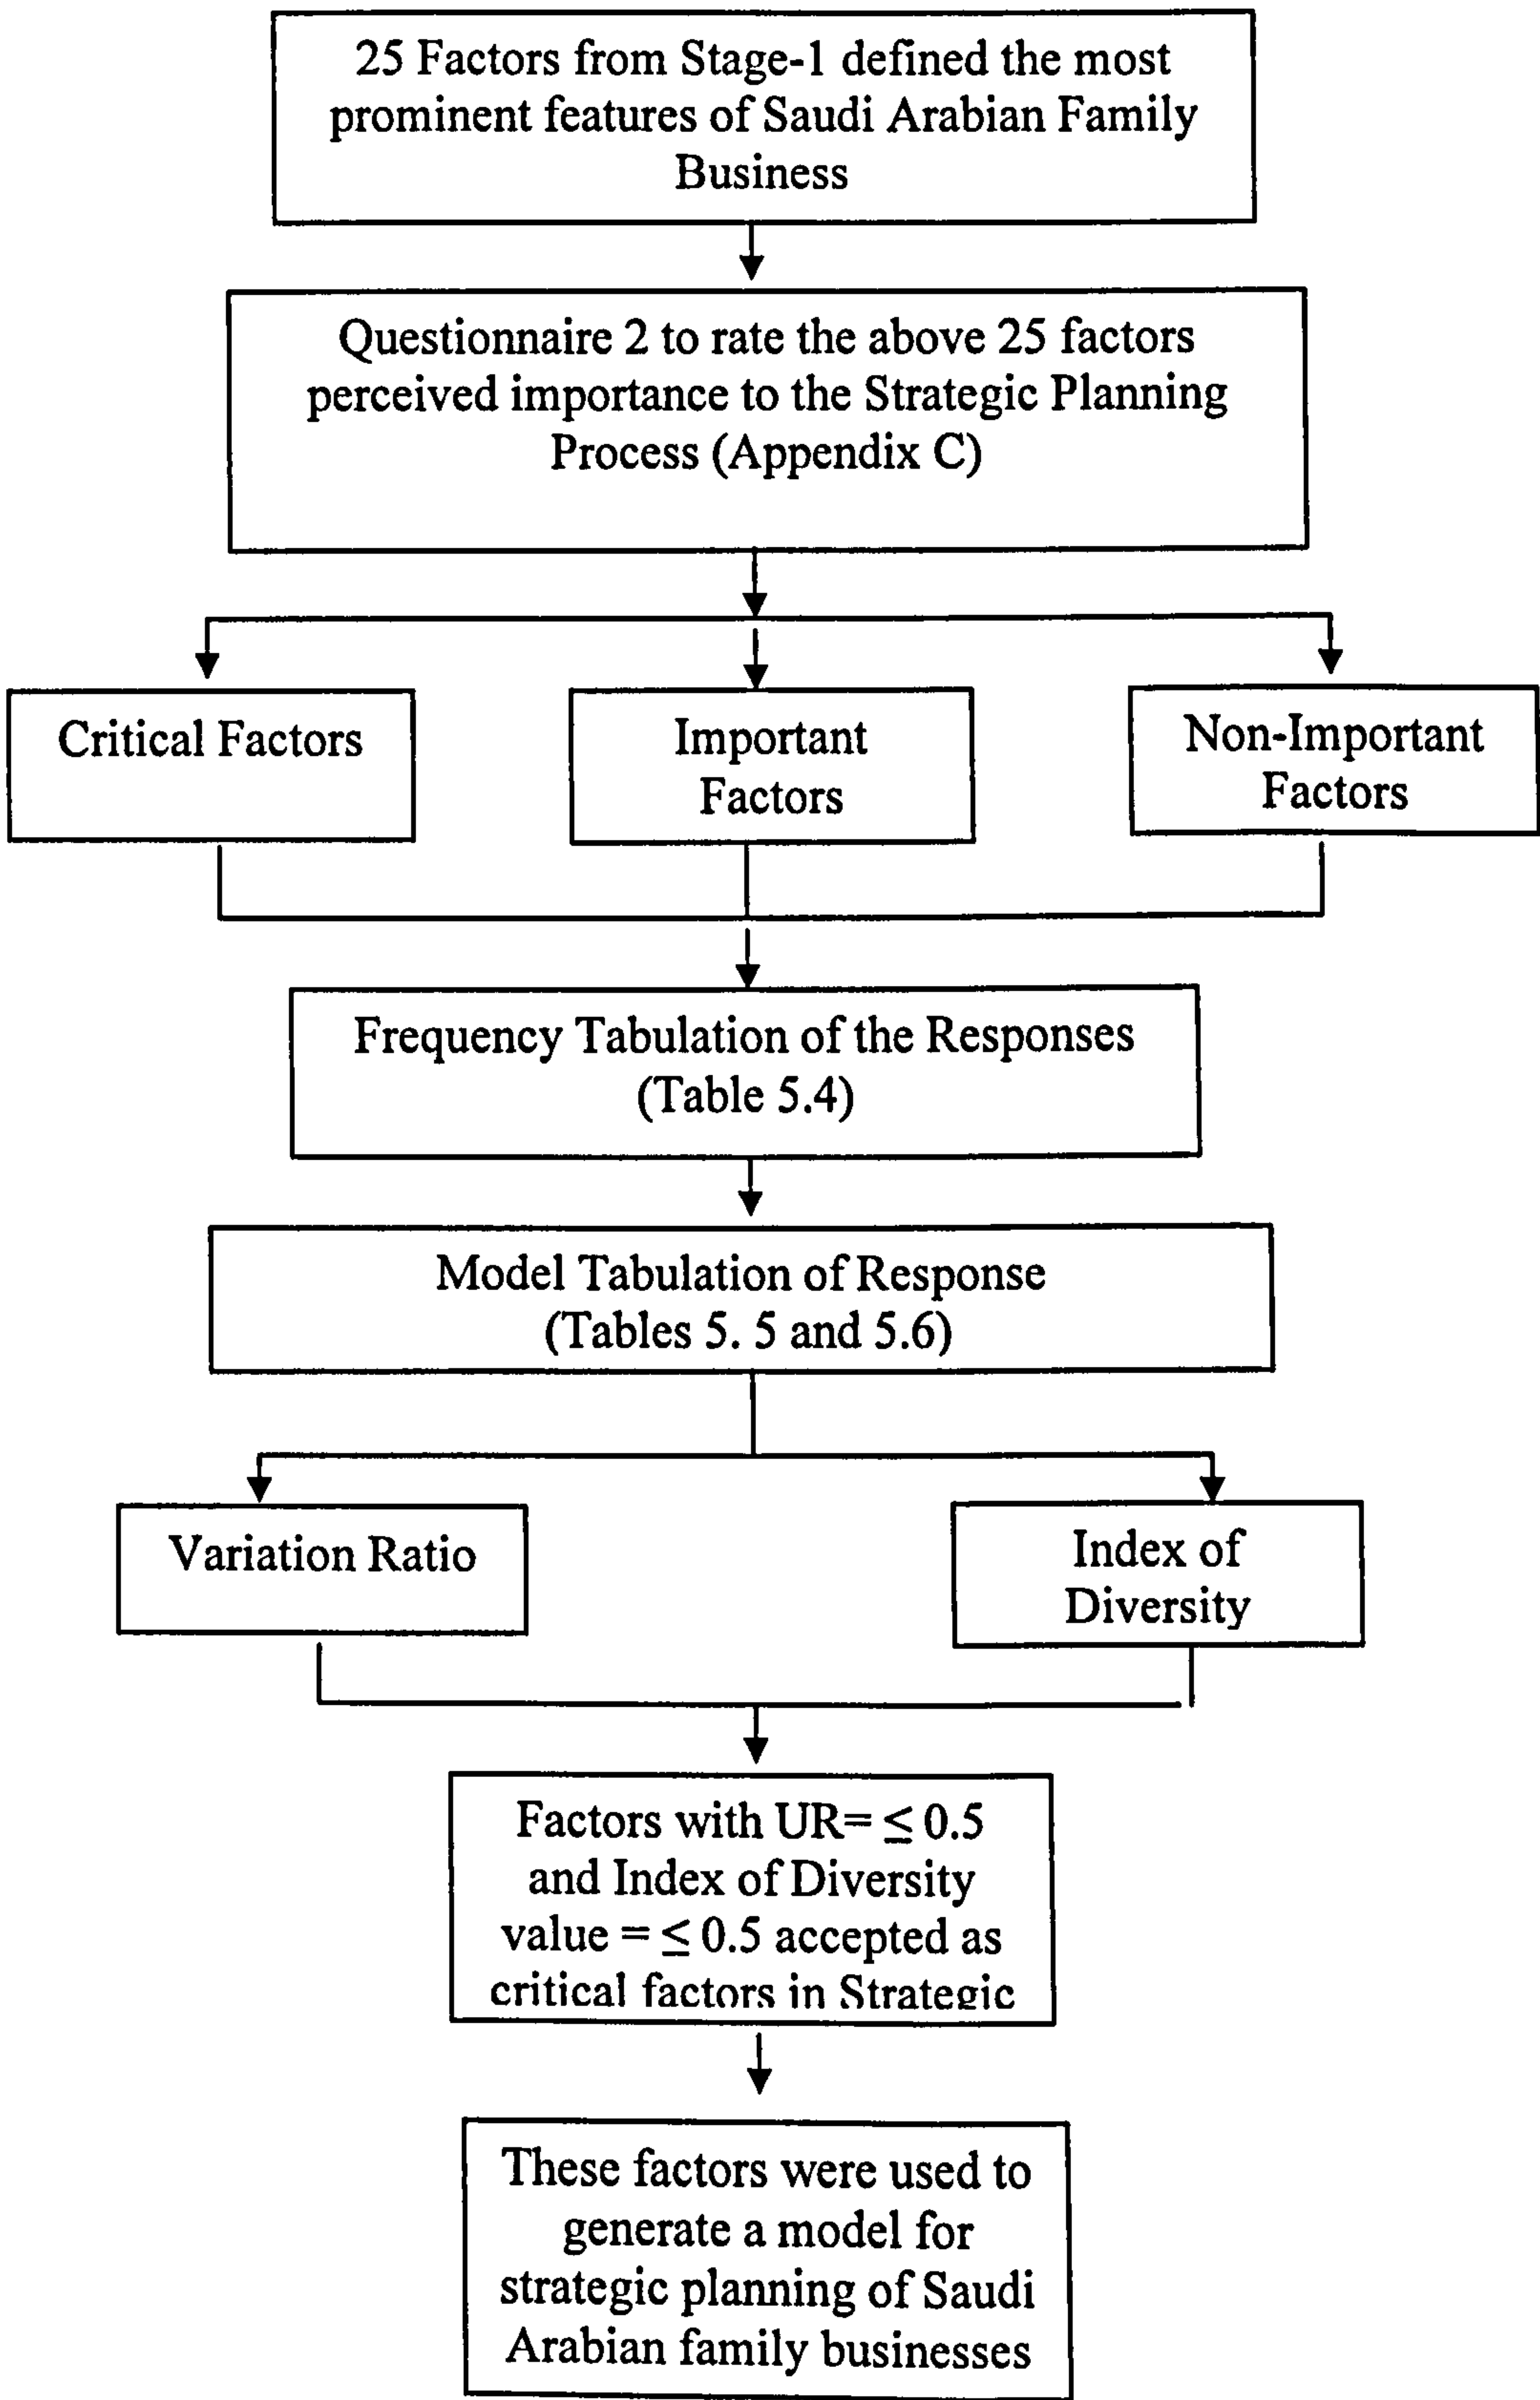 25 Factors from Stage-1 defined the most
prominent features of Saudi Arabian Family
Business
Questionnaire 2 to rate the above 25 factors
perceived importance to the Strategic Planning
Process (Appendix C)
Critical Factors
Important
Factors
Non-Important
Factors
Frequency Tabulation of the Responses
(Table 5.4)
Model Tabulation of Response
(Tables 5. 5 and 5.6)
Variation Ratio
Index of
Diversity
Factors with UR= ≤ 0.5
and Index of Diversity
value = ≤ 0.5 accepted as
critical factors in Strategic
These factors were used to
generate a model for
strategic planning of Saudi
Arabian family businesses